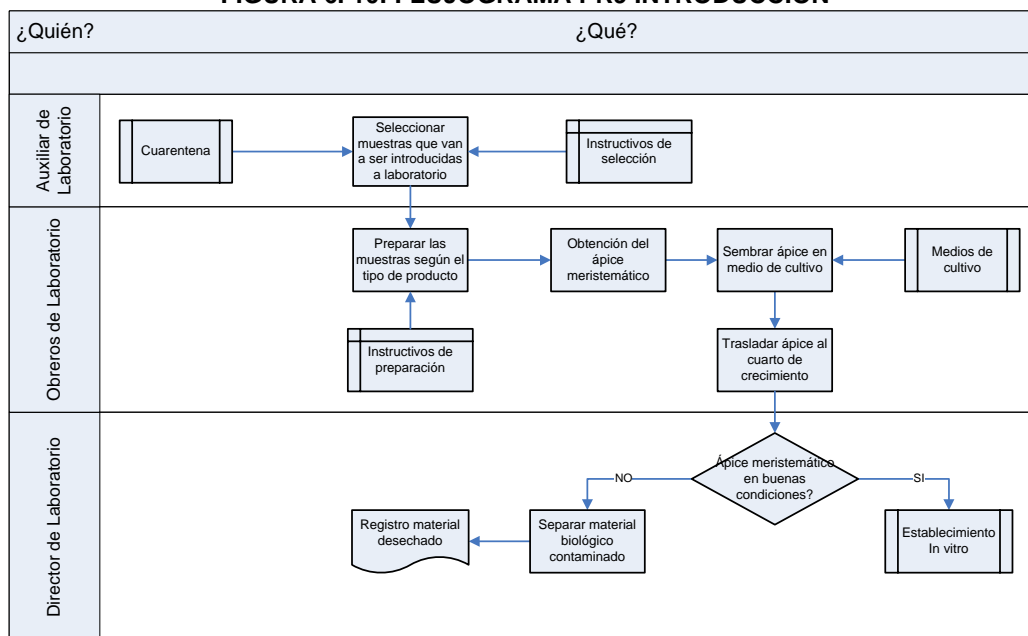 ¿Quién?
¿Qué?
Auxiliar de
Laboratorio
Cuarentena
Seleccionar
muestras que van
a ser introducidas
a laboratorio
Instructivos de
selección
Obreros de Laboratorio
Preparar las
muestras según el
tipo de producto
Obtención del
ápice
meristemático
Sembrar ápice en
medio de cultivo
Medios de
cultivo
Instructivos de
preparación
Trasladar ápice al
cuarto de
crecimiento
Director de Laboratorio
Ápice meristemático
en buenas
condiciones?
NO
SI
Registro material
desechado
Separar material
biológico
contaminado
Establecimiento
In vitro